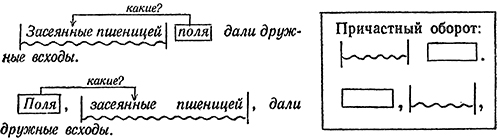 какие?
Засеянные пшеницей поля дали друж-
ные всходы.
какие?
Поля, засеянные пшеницей, дали
дружные всходы.
Причастный оборот:
.
, ,